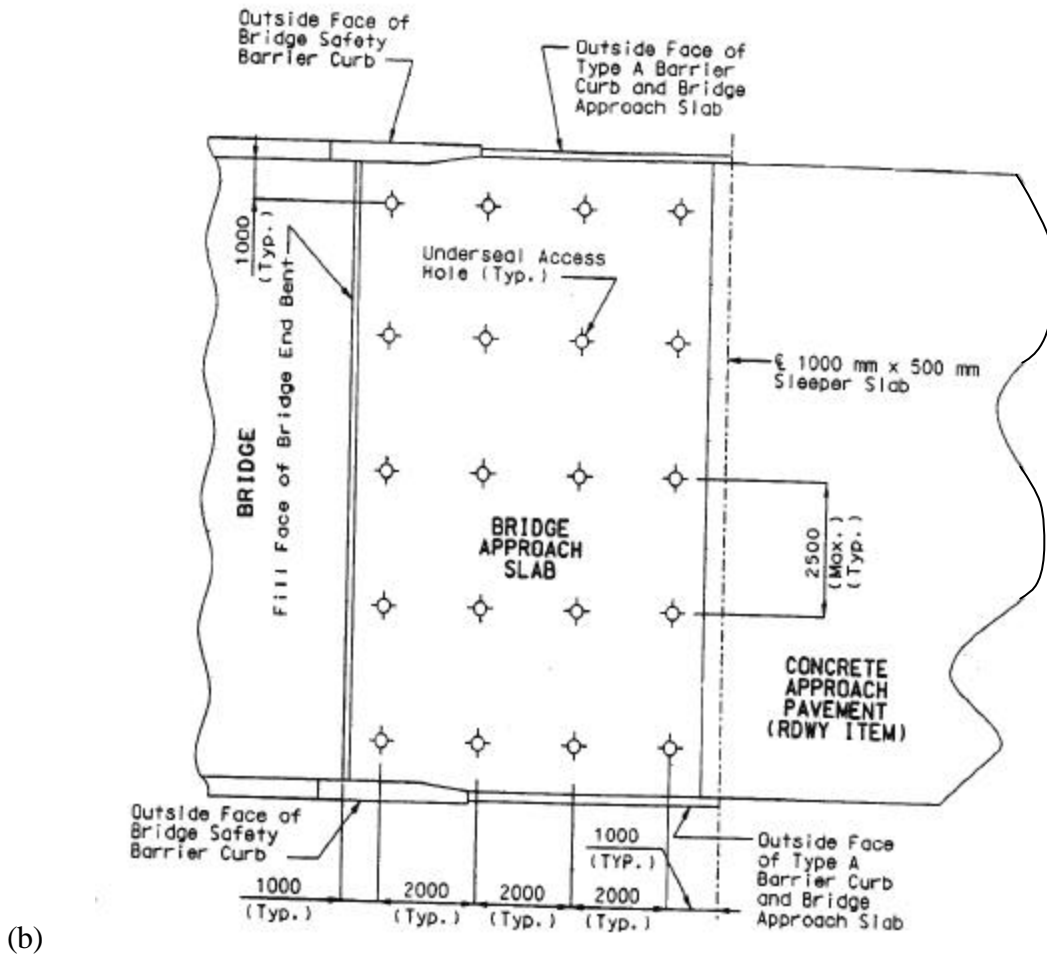 Outside Face of
Bridge Safety
Barrier Curb
Outside Face of
Type A Barrier
Curb and Bridge
Approach Slab
1000
(Typ.)
Fill Face of Bridge End Bent
Underseal Access
Hole (Typ.)
℄ 1000 mm x 500 mm
Sleeper Slab
BRIDGE
BRIDGE
APPROACH
SLAB
2500
(Max.)
(Typ.)
CONCRETE
APPROACH
PAVEMENT
(RDWY ITEM)
Outside Face of
Bridge Safety
Barrier Curb
1000
(TYP.)
Outside Face
of Type A
Barrier Curb
and Bridge
Approach Slab
1000
(Typ.)
2000
(Typ.)
2000
(Typ.)
2000
(Typ.)
(b)